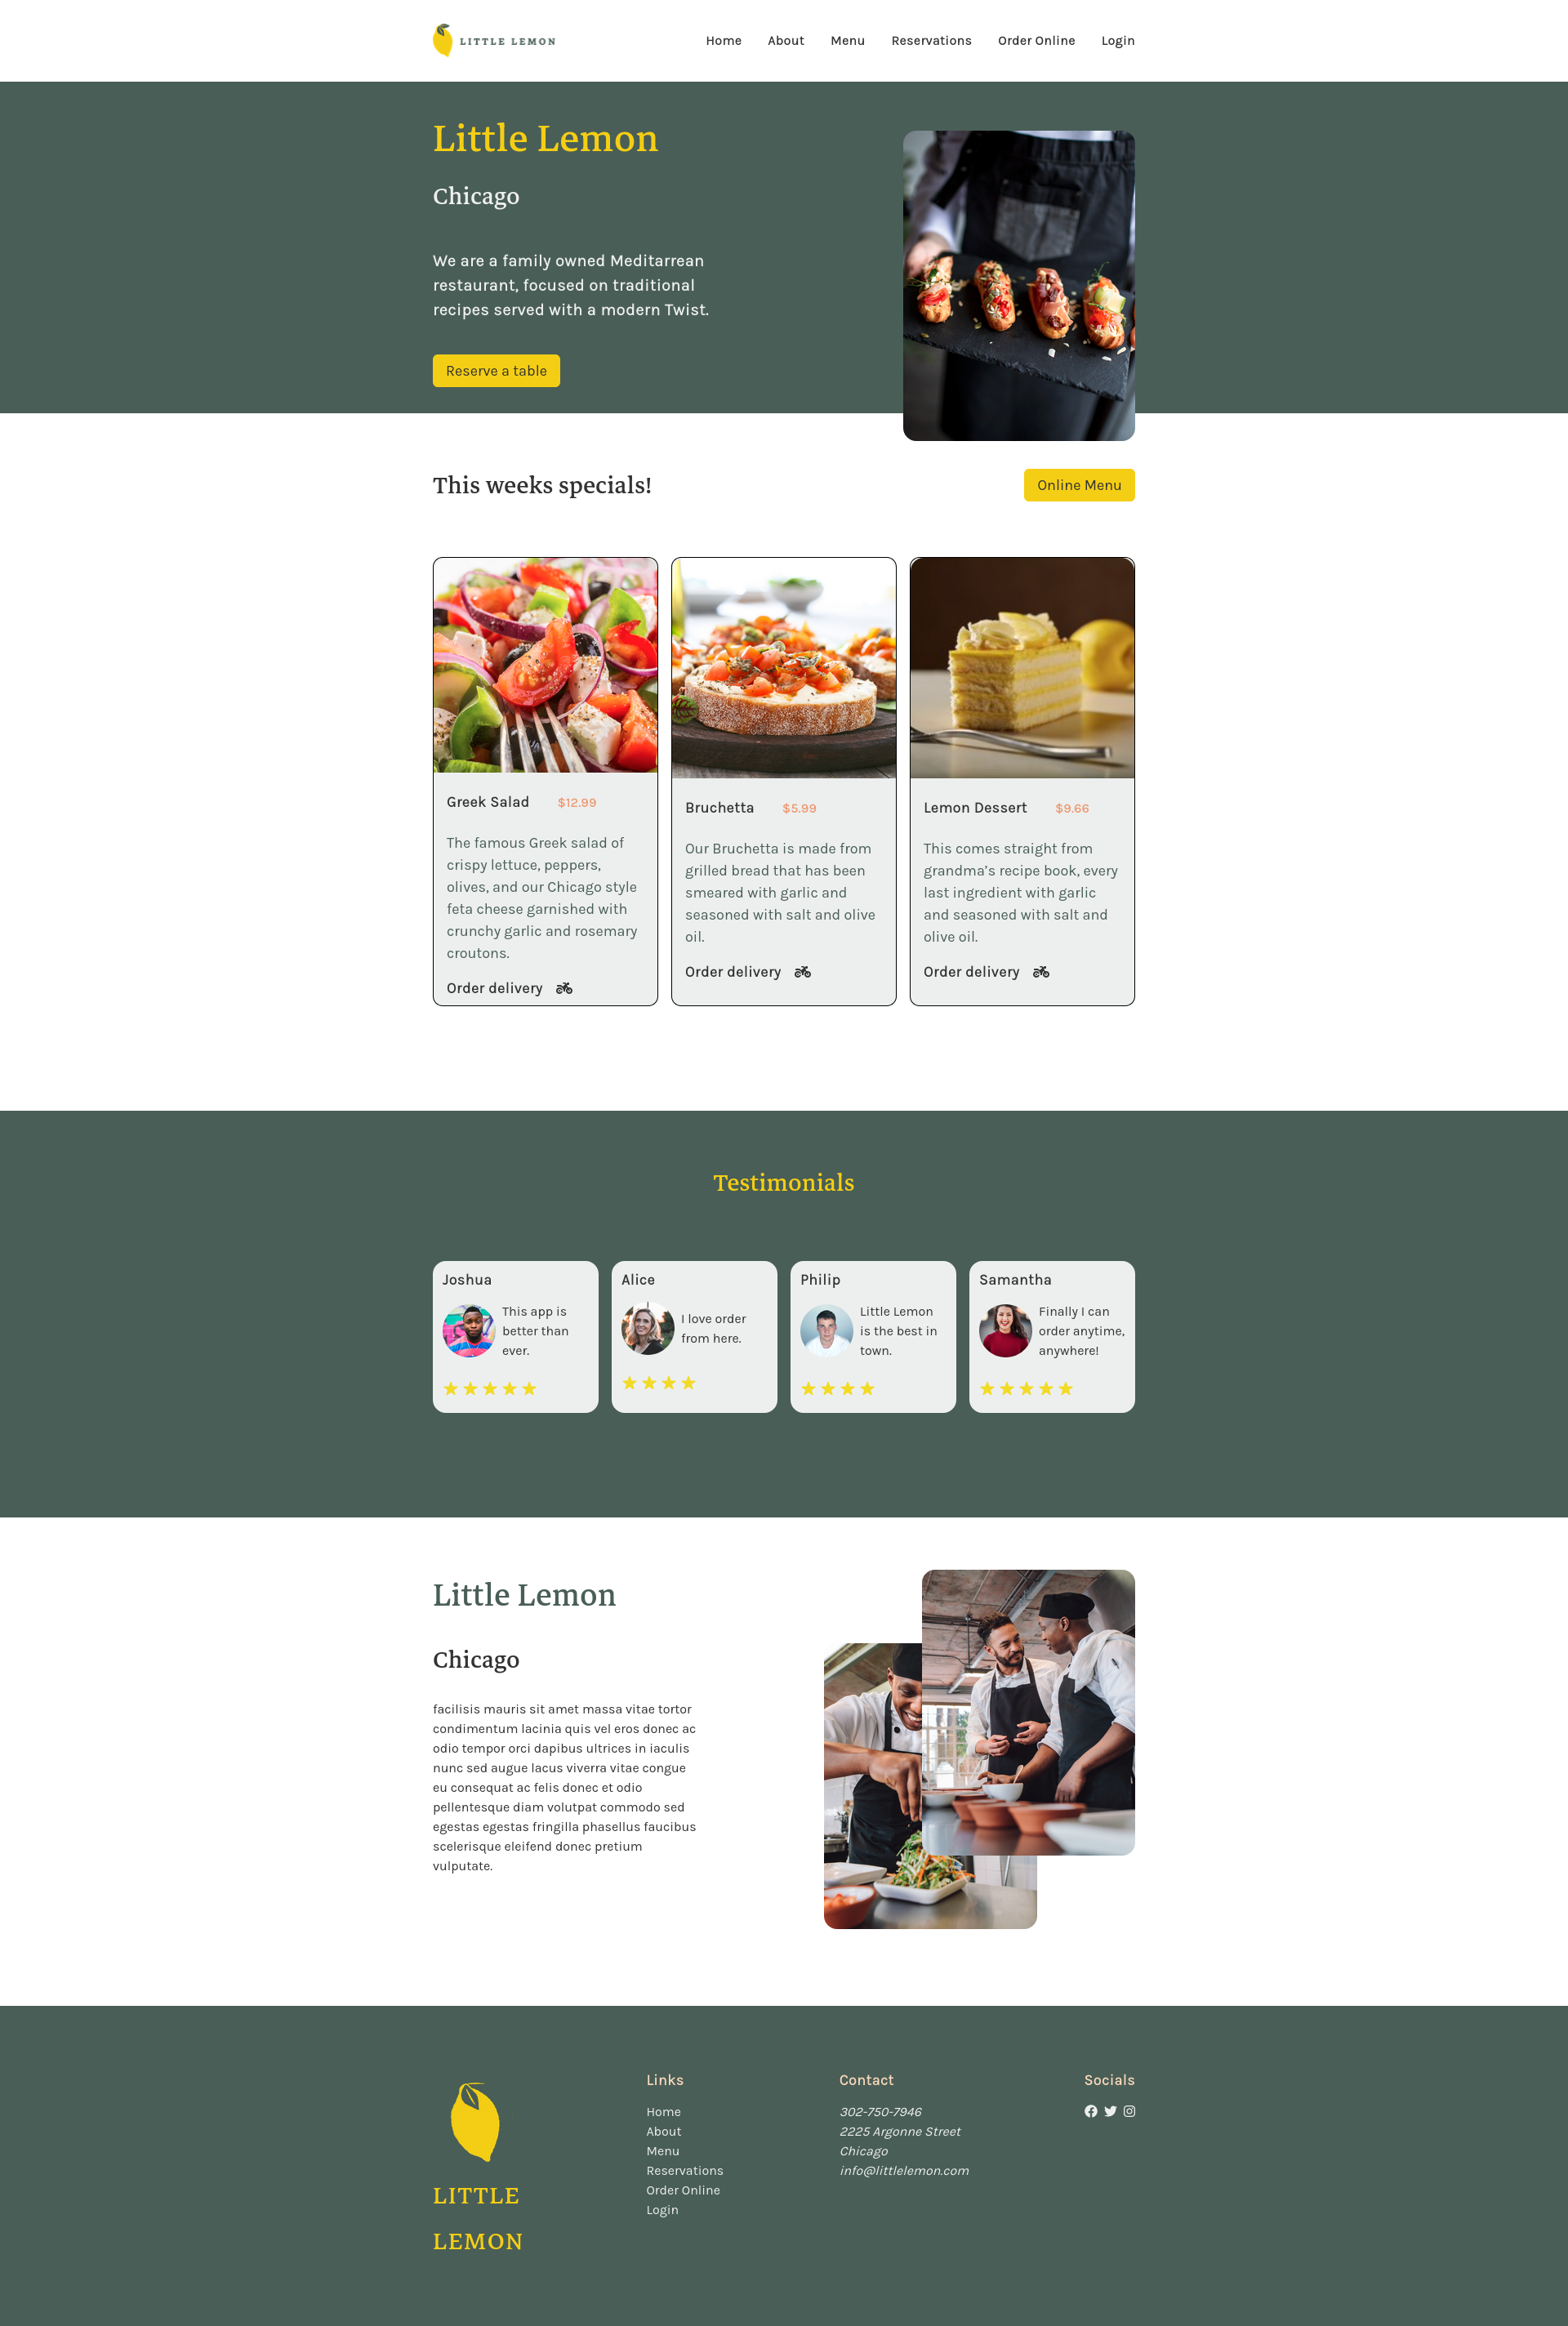 LITTLE LEMON
Home
About
Menu
Reservations
Order Online
Login
Little Lemon
Chicago
We are a family owned Meditarrean
restaurant, focused on traditional
recipes served with a modern Twist.
Reserve a table
This weeks specials!
Online Menu
Greek Salad
$12.99
The famous Greek salad of
crispy lettuce, peppers,
olives, and our Chicago style
feta cheese garnished with
crunchy garlic and rosemary
croutons.
Order delivery
Bruchetta
$5.99
Our Bruchetta is made from
grilled bread that has been
smeared with garlic and
seasoned with salt and olive
oil.
Order delivery
Lemon Dessert
$9.66
This comes straight from
grandma’s recipe book, every
last ingredient with garlic
and seasoned with salt and
olive oil.
Order delivery
Testimonials
Joshua
This app is
better than
ever.
Alice
I love order
from here.
Philip
Little Lemon
is the best in
town.
Samantha
Finally I can
order anytime,
anywhere!
Little Lemon
Chicago
facilisis mauris sit amet massa vitae tortor
condimentum lacinia quis vel eros donec ac
odio tempor orci dapibus ultrices in iaculis
nunc sed augue lacus viverra vitae congue
eu consequat ac felis donec et odio
pellentesque diam volutpat commodo sed
egestas egestas fringilla phasellus faucibus
scelerisque eleifend donec pretium
vulputate.
LITTLE
LEMON
Links
Home
About
Menu
Reservations
Order Online
Login
Contact
302-750-7946
2225 Argonne Street
Chicago
info@littlelemon.com
Socials